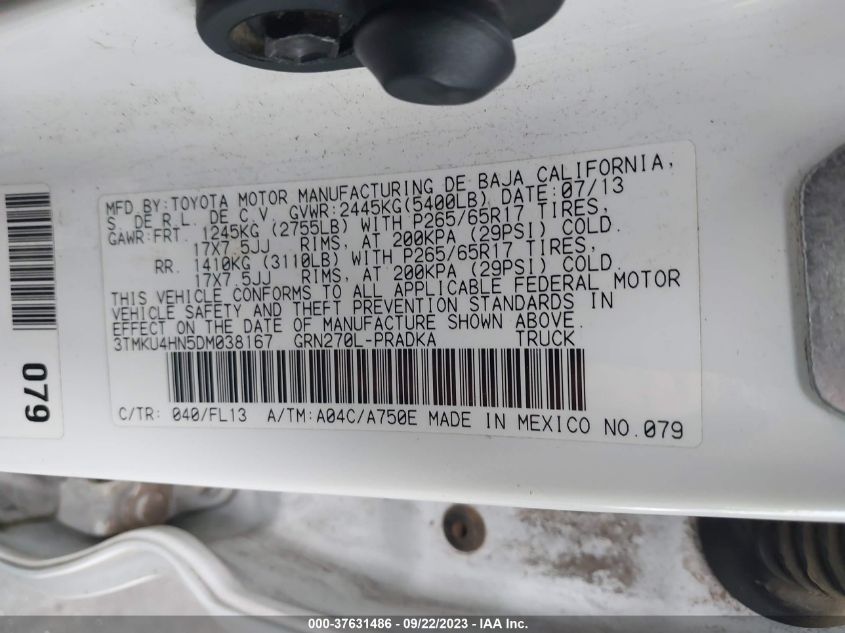 MFD BY:TOYOTA MOTOR MANUFACTURING DE BAJA CALIFORNIA,
S. DE R.L. DE C.V. GVWR:2445KG(5400LB) DATE:07/13
GAWR:FRT. 1245KG (2755LB) WITH P265/65R17 TIRES,
17X7.5JJ RIMS, AT 200KPA (29PSI) COLD.
RR. 1410KG (3110LB) WITH P265/65R17 TIRES,
17X7.5JJ RIMS, AT 200KPA (29PSI) COLD.
THIS VEHICLE CONFORMS TO ALL APPLICABLE FEDERAL MOTOR
VEHICLE SAFETY AND THEFT PREVENTION STANDARDS IN
EFFECT ON THE DATE OF MANUFACTURE SHOWN ABOVE.
3TMKU4HN5DM038167 GRN270L-PRADKA TRUCK
C/TR: 040/FL13 A/TM:A04C/A750E MADE IN MEXICO NO.079
079
000-37631486 - 09/22/2023 - IAA Inc.